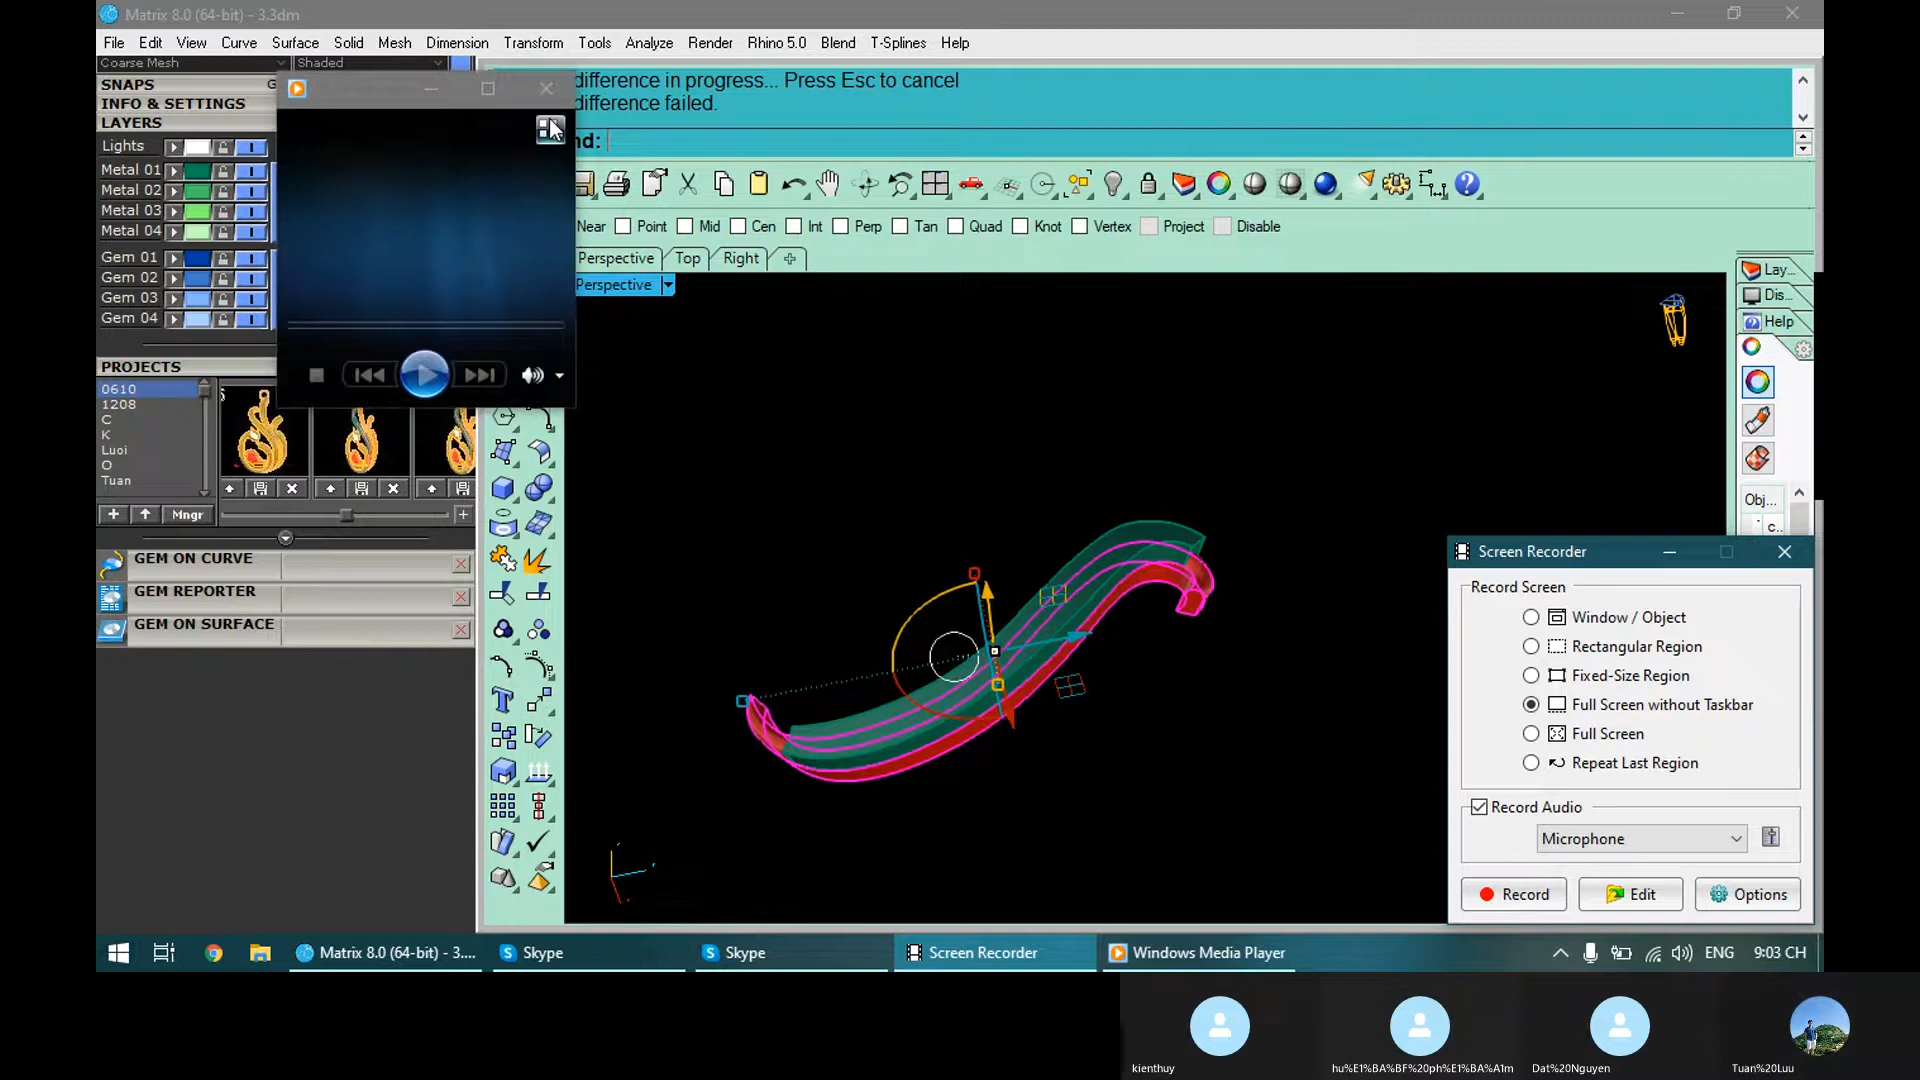 Matrix 8.0 (64-bit) - 3.3dm
File Edit View Curve Surface Solid Mesh Dimension Transform Tools Analyze Render Rhino 5.0 Blend T-Splines Help
Coarse Mesh Shaded
SNAPS G
INFO & SETTINGS
LAYERS
Lights
Metal 01
Metal 02
Metal 03
Metal 04
Gem 01
Gem 02
Gem 03
Gem 04
PROJECTS
0610
1208
C
K
Luoi
O
Tuan
Mngr
GEM ON CURVE
GEM REPORTER
GEM ON SURFACE
difference in progress... Press Esc to cancel
difference failed.
nd:
Near Point Mid Cen Int Perp Tan Quad Knot Vertex Project Disable
Perspective Top Right
Perspective
Lay...
Dis...
Help
Obj...
c...
Screen Recorder
Record Screen
Window / Object
Rectangular Region
Fixed-Size Region
Full Screen without Taskbar
Full Screen
Repeat Last Region
Record Audio
Microphone
Record Edit Options
Matrix 8.0 (64-bit) - 3.... Skype Skype Screen Recorder Windows Media Player ENG 9:03 CH
kienthuy hu%E1%BA%BF%20ph%E1%BA%A1m Dat%20Nguyen Tuan%20Luu